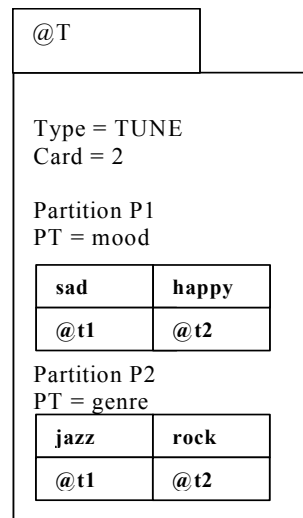 @T
Type = TUNE
Card = 2
Partition P1
PT = mood
sad happy
@t1 @t2
Partition P2
PT = genre
jazz rock
@t1 @t2